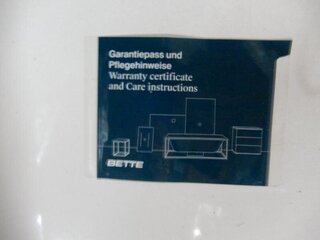 Garantiepass und
Pflegehinweise
Warranty certificate
and Care instructions
BETTE